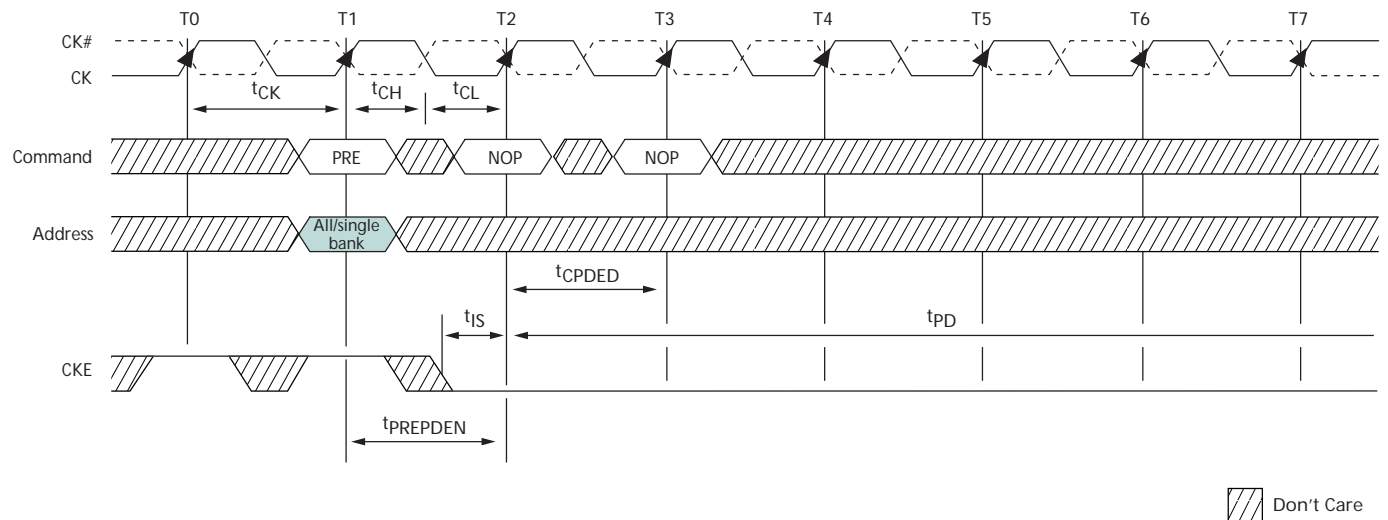 T0 T1 T2 T3 T4 T5 T6 T7
CK#
CK
tCK tCH tCL
Command PRE NOP NOP
Address All/single
bank
tCPDED
tIS tPD
CKE
tPREPDEN
Don't Care